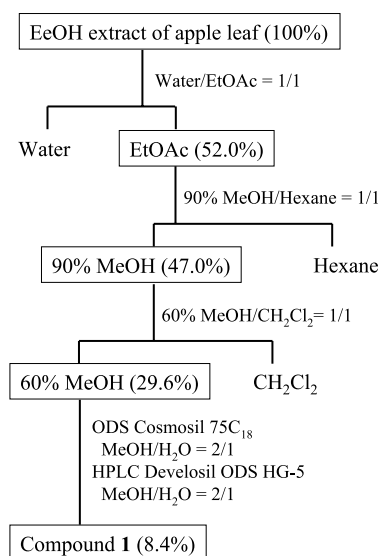 EeOH extract of apple leaf (100%)
Water/EtOAc = 1/1
Water
EtOAc (52.0%)
90% MeOH/Hexane = 1/1
90% MeOH (47.0%)
Hexane
60% MeOH/CH₂Cl₂= 1/1
60% MeOH (29.6%)
CH₂Cl₂
ODS Cosmosil 75C₁₈
MeOH/H₂O = 2/1
HPLC Develosil ODS HG-5
MeOH/H₂O = 2/1
Compound 1 (8.4%)